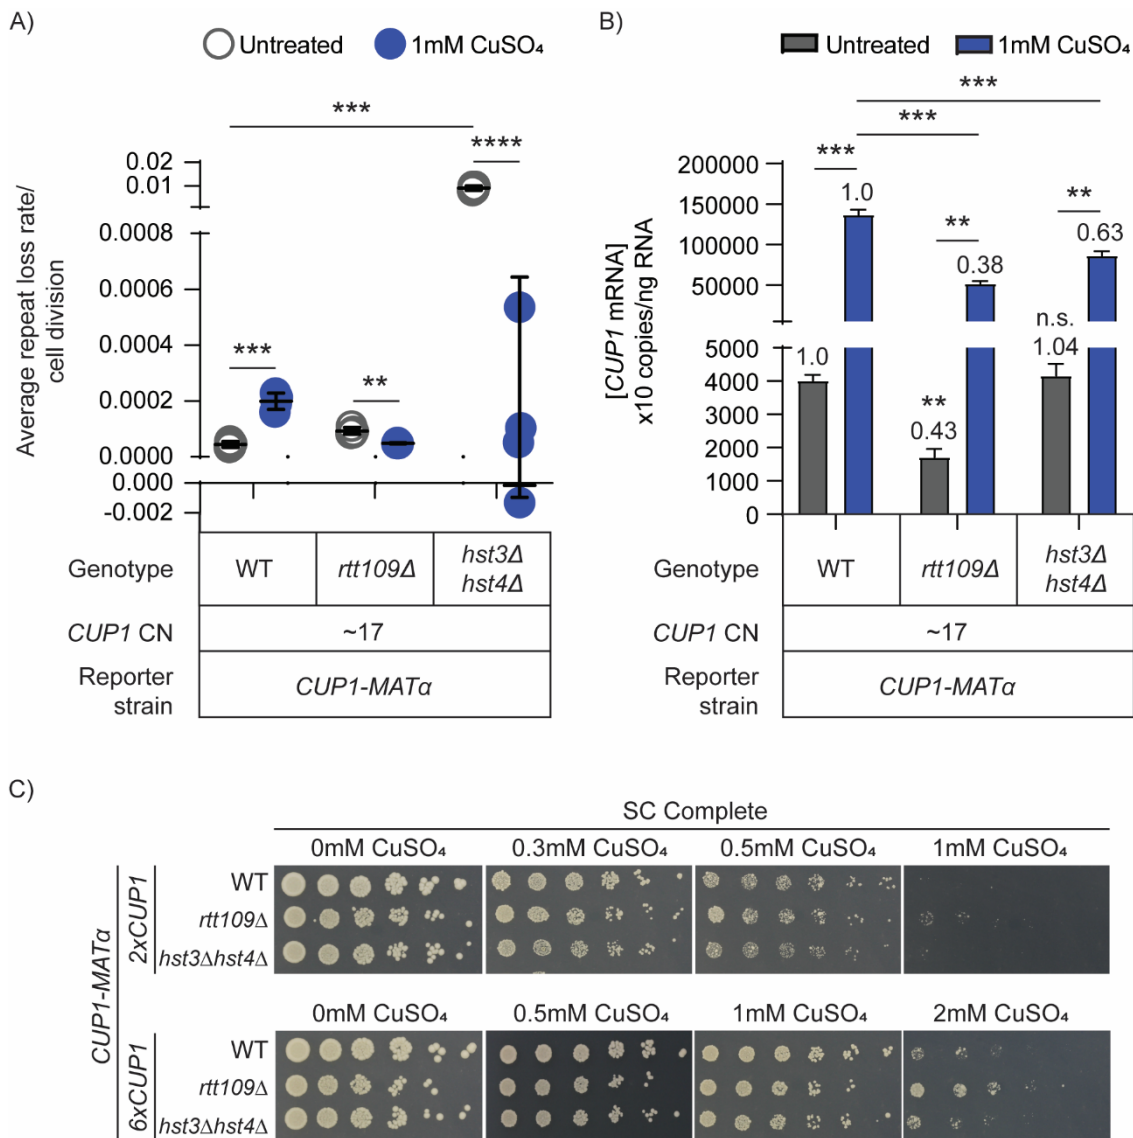 A)
Untreated 1mM CuSO₄
***
****
***
**
0.02
0.01
0.0008
0.0006
0.0004
0.0002
0.0000
0.000
-0.002
Average repeat loss rate/
cell division
Genotype WT rtt109Δ hst3Δ
hst4Δ
CUP1 CN ~17
Reporter
strain CUP1-MATα
B)
Untreated 1mM CuSO₄
***
***
***
**
**
1.0
0.38
0.63
n.s.
1.0
**
0.43
1.04
200000
150000
100000
50000
5000
4000
3000
2000
1000
0
[CUP1 mRNA]
x10 copies/ng RNA
Genotype WT rtt109Δ hst3Δ
hst4Δ
CUP1 CN ~17
Reporter
strain CUP1-MATα
C)
SC Complete
0mM CuSO₄ 0.3mM CuSO₄ 0.5mM CuSO₄ 1mM CuSO₄
CUP1-MATα
2xCUP1
WT
rtt109Δ
hst3Δhst4Δ
0mM CuSO₄ 0.5mM CuSO₄ 1mM CuSO₄ 2mM CuSO₄
6xCUP1
WT
rtt109Δ
hst3Δhst4Δ